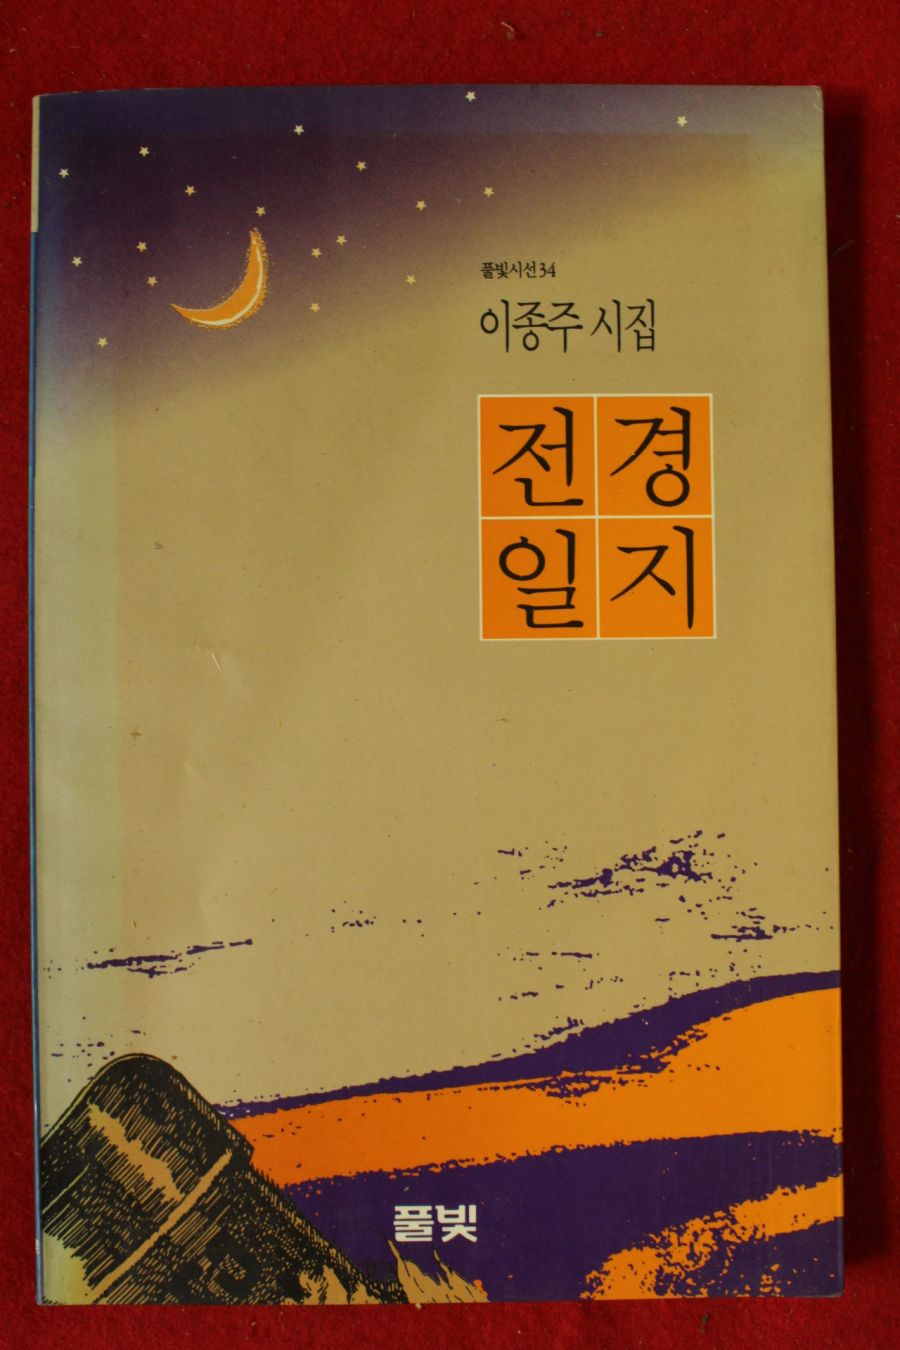 풀빛시선34
이종주 시집
전경
일지
풀빛